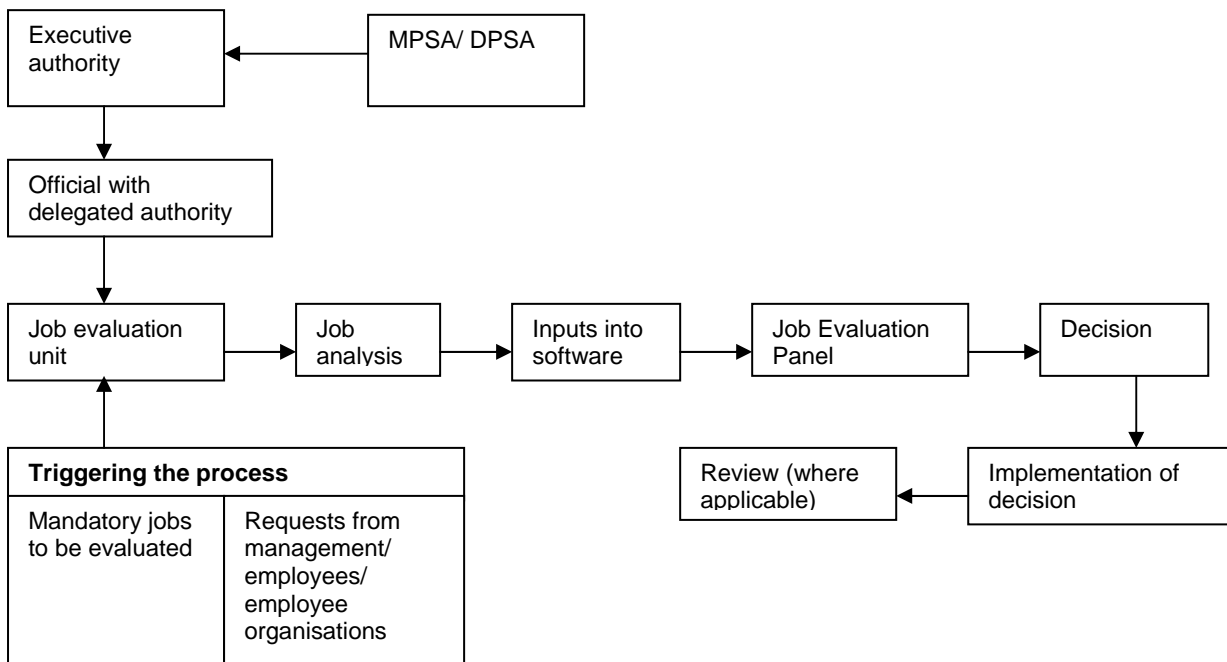 Executive
authority
MPSA/ DPSA
Official with
delegated authority
Job evaluation
unit
Job
analysis
Inputs into
software
Job Evaluation
Panel
Decision
Triggering the process
Mandatory jobs
to be evaluated
Requests from
management/
employees/
employee
organisations
Review (where
applicable)
Implementation of
decision